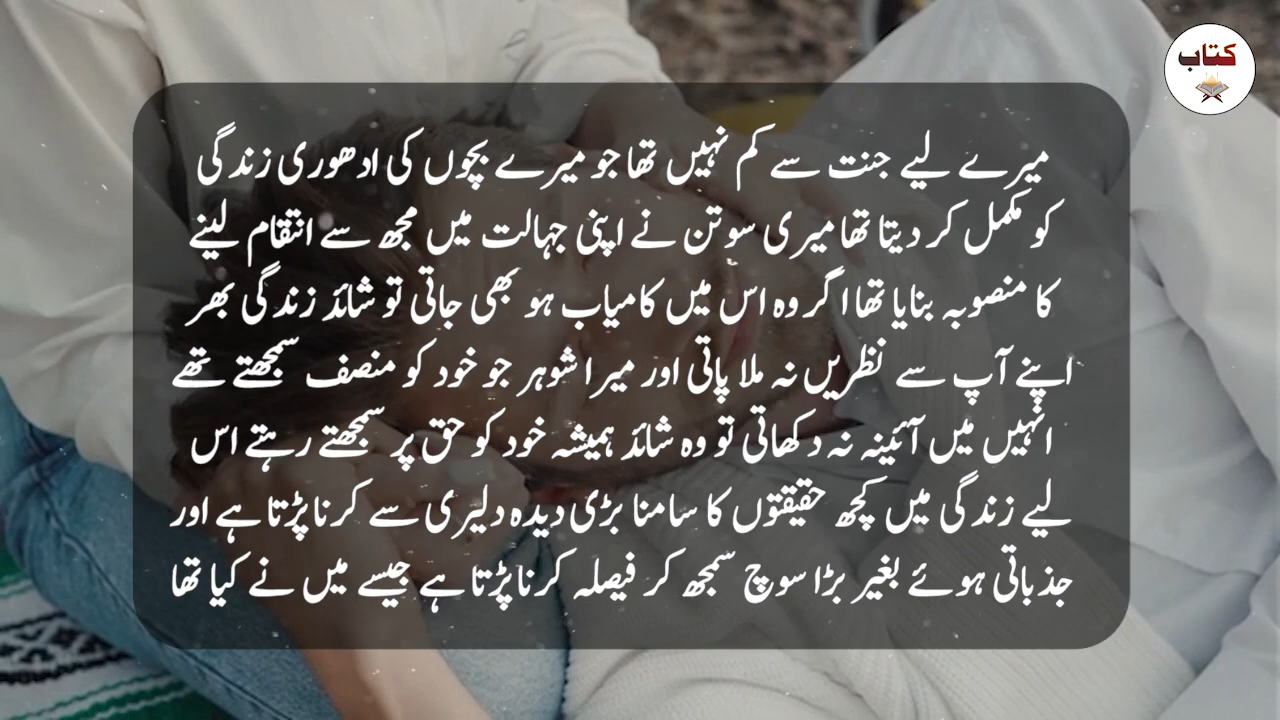 کتاب
میرے لیے جنت سے کم نہیں تھا جو میرے بچوں کی ادھوری زندگی
کو مکمل کر دیتا تھا میری سوتن نے اپنی جہالت میں مجھ سے انتقام لینے
کا منصوبہ بنایا تھا اگر وہ اس میں کامیاب ہو بھی جاتی تو شائد زندگی بھر
اپنے آپ سے نظریں نہ ملا پاتی اور میرا شوہر جو خود کو منصف سمجھتے تھے
انہیں میں آئینہ نہ دکھاتی تو وہ شائد ہمیشہ خود کو حق پر سمجھتے رہتے اس
لیے زندگی میں کچھ حقیقتوں کا سامنا بڑی دیدہ دلیری سے کرنا پڑتا ہے اور
جذباتی ہوئے بغیر بڑا سوچ سمجھ کر فیصلہ کرنا پڑتا ہے جیسے میں نے کیا تھا